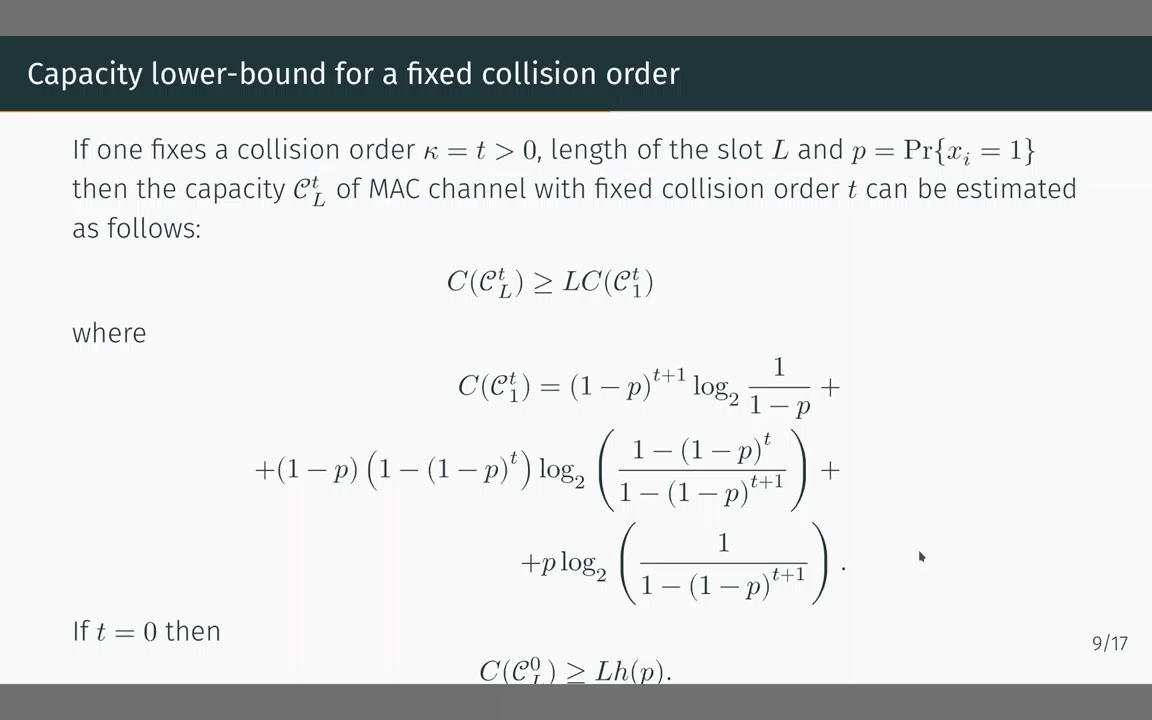 Capacity lower-bound for a fixed collision order
If one fixes a collision order κ = t > 0, length of the slot L and p = Pr{x_i = 1}
then the capacity 𝒞_L^t of MAC channel with fixed collision order t can be estimated
as follows:
C(𝒞_L^t) ≥ LC(𝒞_1^t)
where
C(𝒞_1^t) = (1 − p)^{t+1} log_2 \frac{1}{1 − p} +
+(1 − p) (1 − (1 − p)^t) log_2 ( \frac{1 − (1 − p)^t}{1 − (1 − p)^{t+1}} ) +
+p log_2 ( \frac{1}{1 − (1 − p)^{t+1}} ) .
If t = 0 then
9/17
C(𝒞_L^0) ≥ Lh(p).